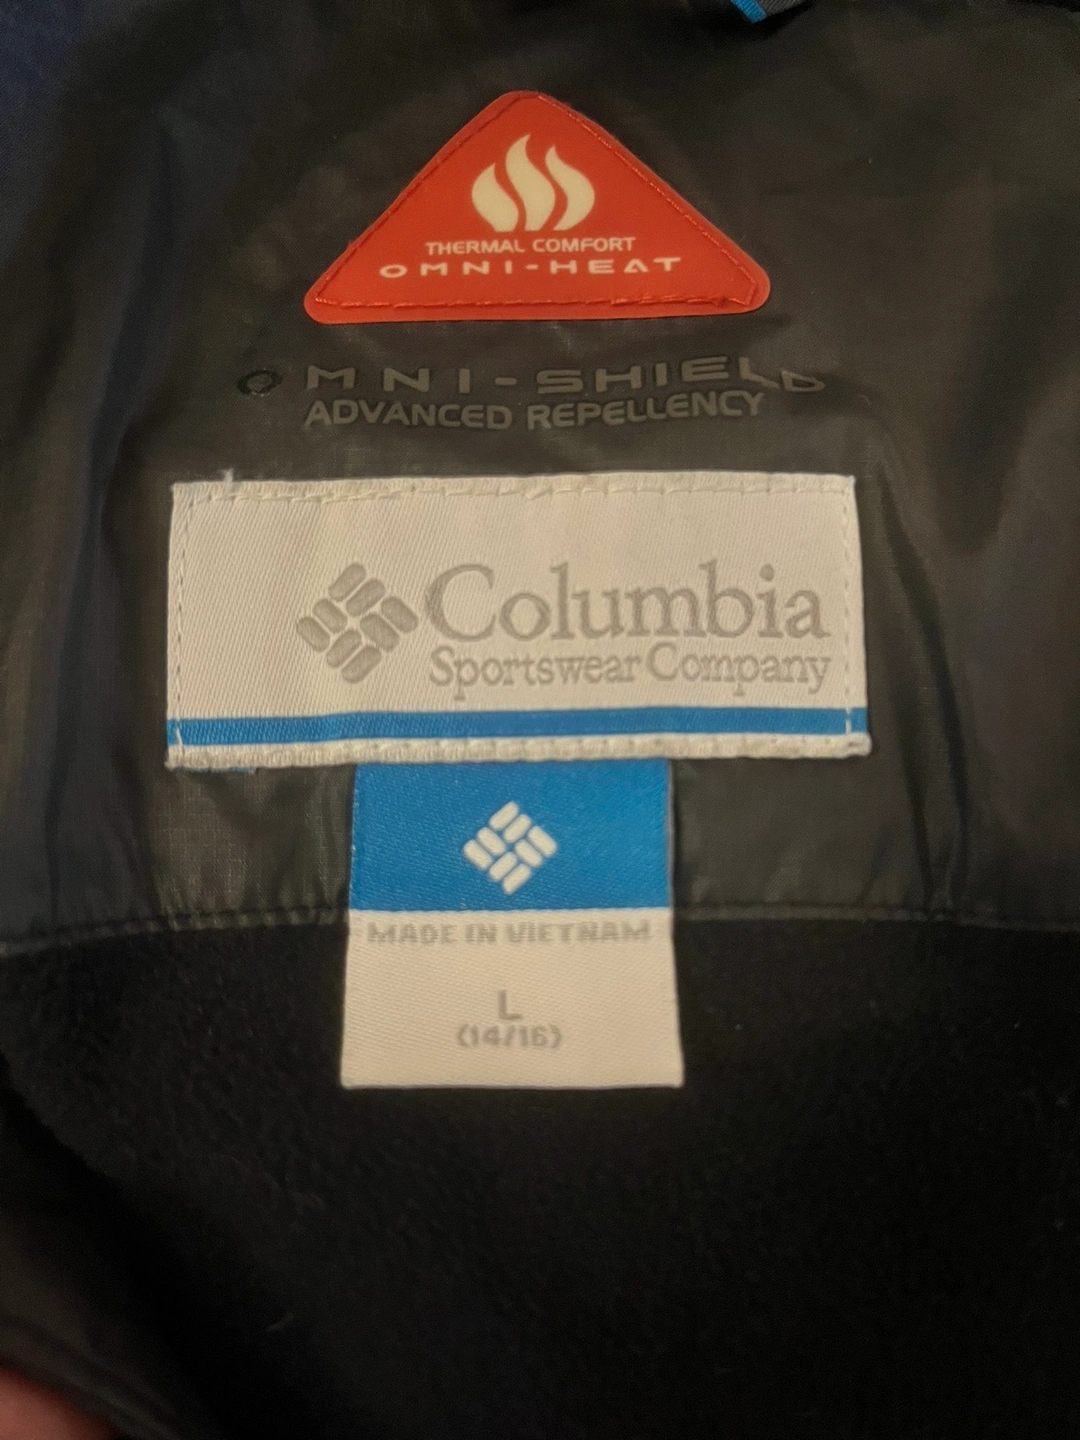 THERMAL COMFORT
OMNI-HEAT
OMNI-SHIELD
ADVANCED REPELLENCY
Columbia
Sportswear Company
MADE IN VIETNAM
L
(14/16)